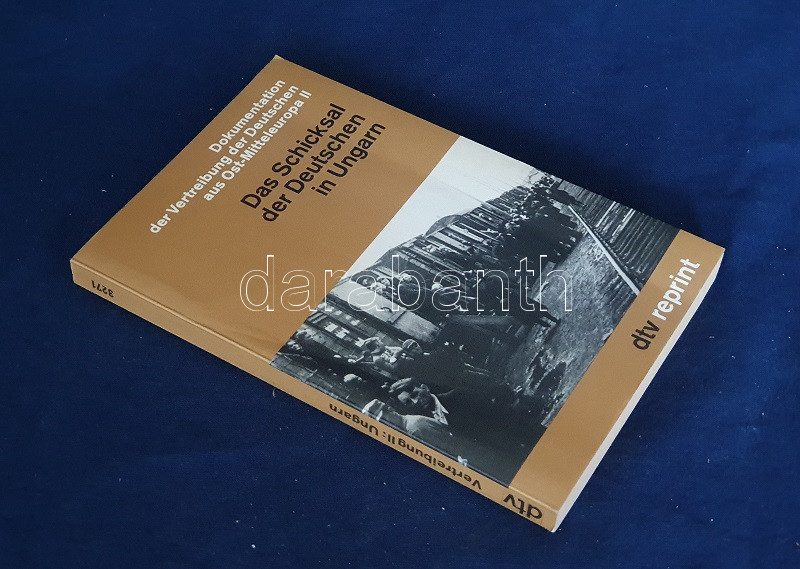 Dokumentation
der Vertreibung der Deutschen
aus Ost-Mitteleuropa II
Das Schicksal
der Deutschen
in Ungarn
dtv reprint
3271
Vertreibung II: Ungarn
dtv
darabanth